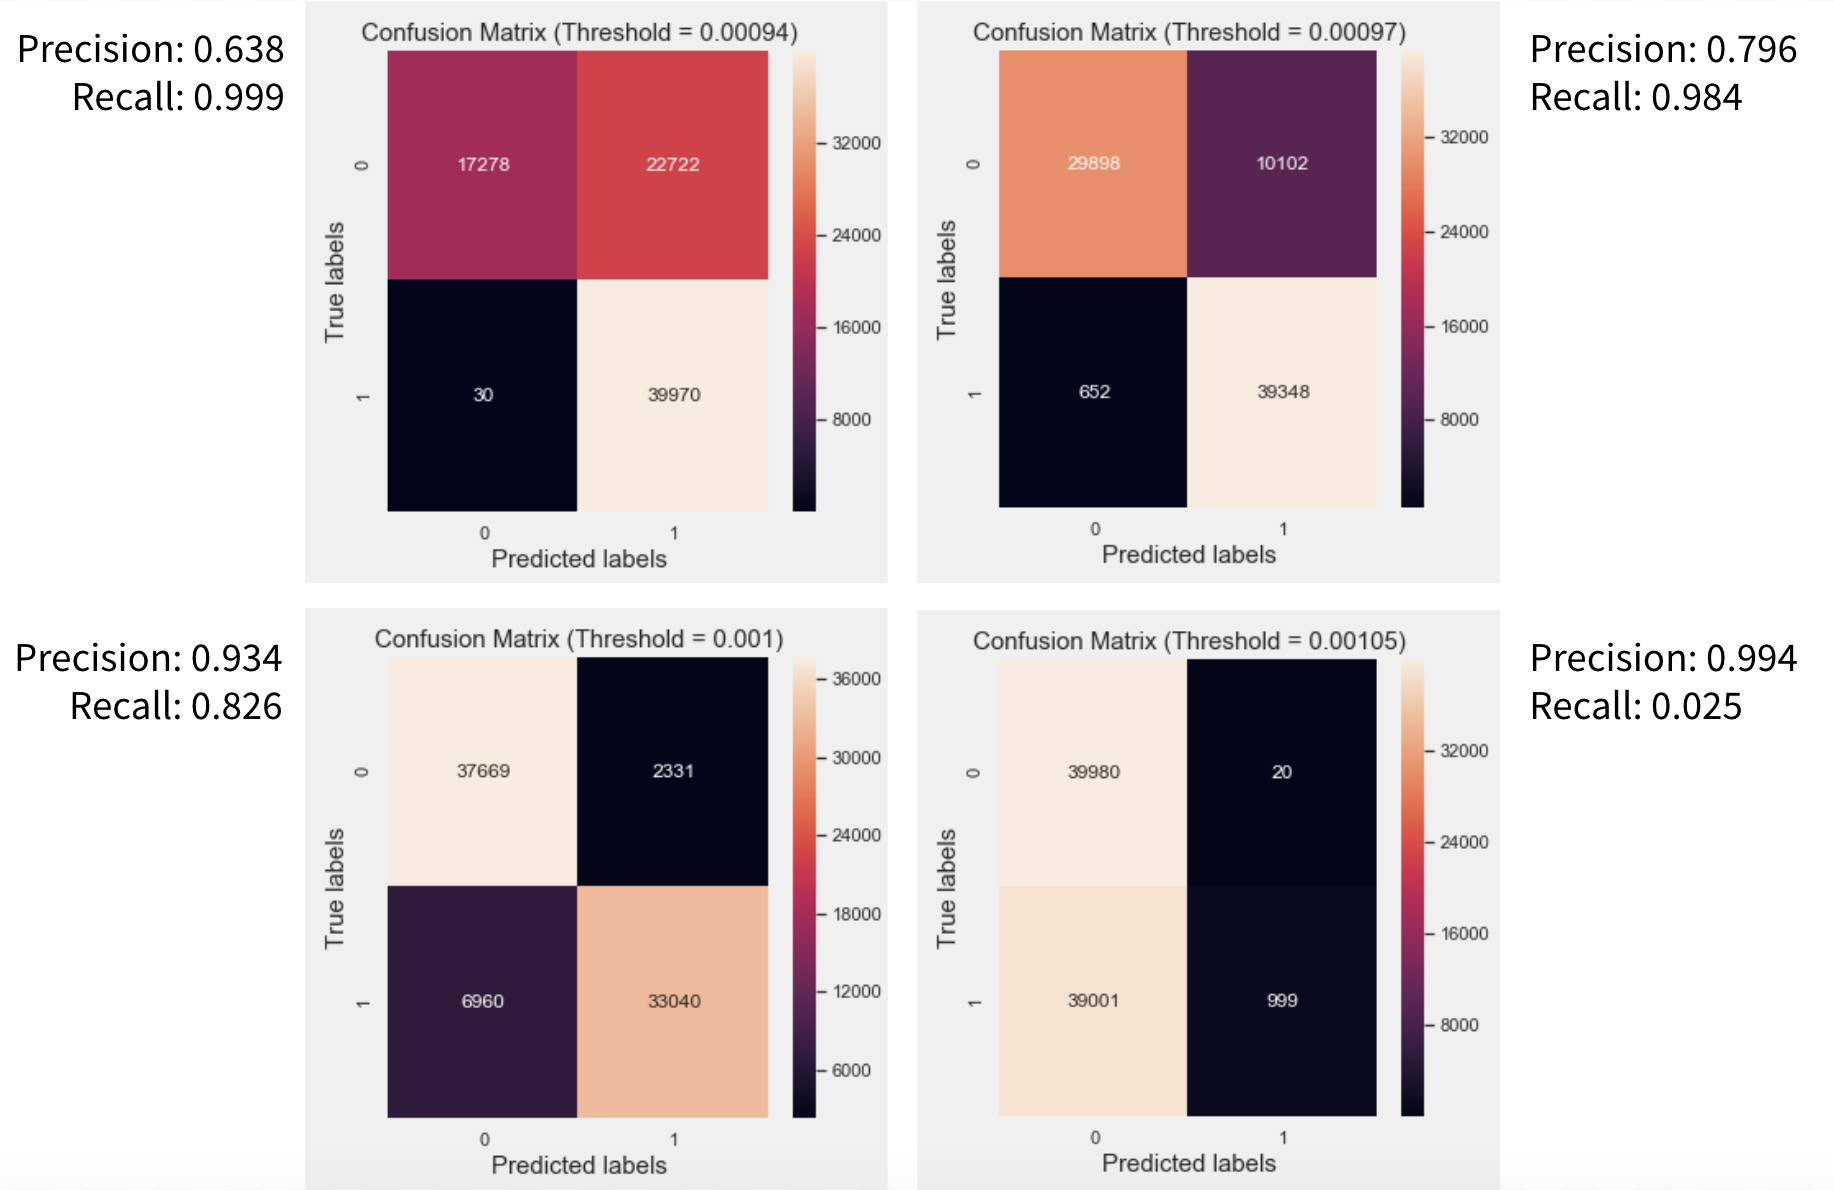 Precision: 0.638
Recall: 0.999
Confusion Matrix (Threshold = 0.00094)
True labels
0
17278
22722
1
30
39970
0
1
Predicted labels
32000
24000
16000
8000
Confusion Matrix (Threshold = 0.00097)
True labels
0
29898
10102
1
652
39348
0
1
Predicted labels
32000
24000
16000
8000
Precision: 0.796
Recall: 0.984
Precision: 0.934
Recall: 0.826
Confusion Matrix (Threshold = 0.001)
True labels
0
37669
2331
1
6960
33040
0
1
Predicted labels
36000
30000
24000
18000
12000
6000
Confusion Matrix (Threshold = 0.00105)
True labels
0
39980
20
1
39001
999
0
1
Predicted labels
32000
24000
16000
8000
Precision: 0.994
Recall: 0.025